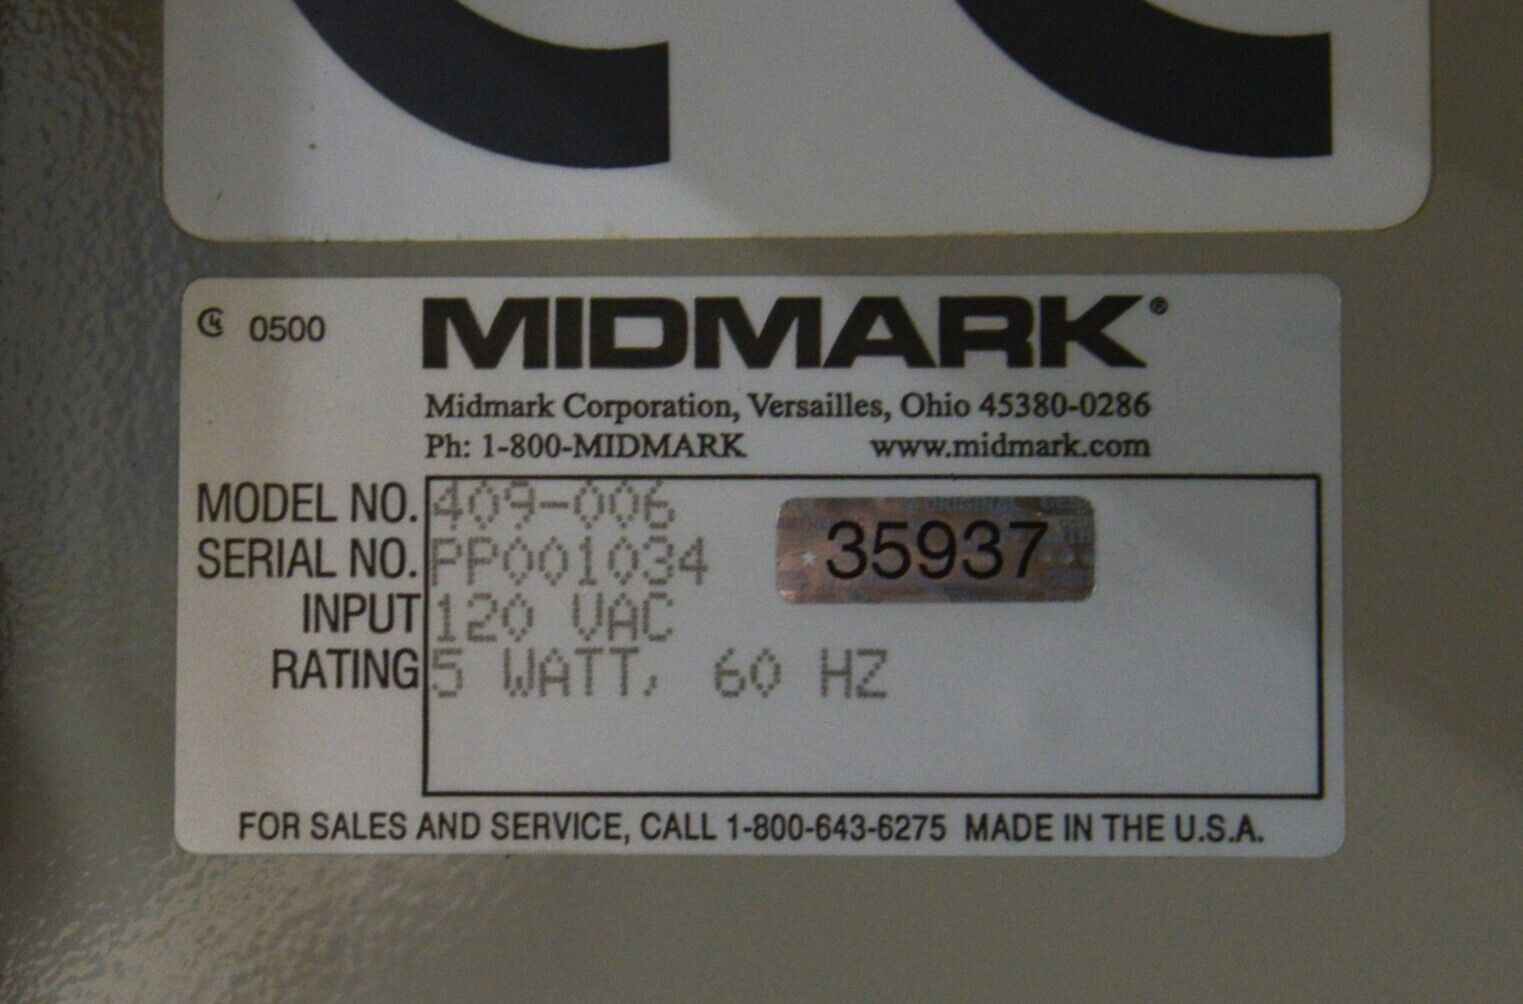 0500
MIDMARK®
Midmark Corporation, Versailles, Ohio 45380-0286
Ph: 1-800-MIDMARK www.midmark.com
MODEL NO. 409-006
SERIAL NO. PP001034
35937
INPUT 120 VAC
RATING 5 WATT, 60 HZ
FOR SALES AND SERVICE, CALL 1-800-643-6275 MADE IN THE U.S.A.